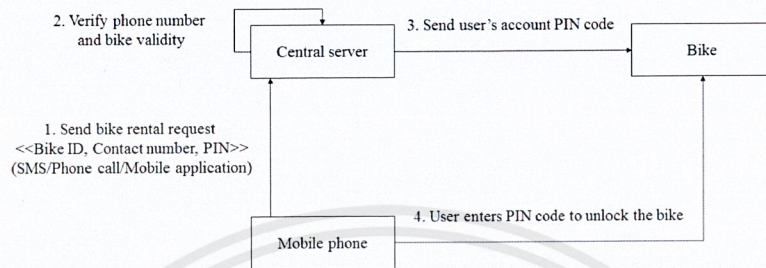 2. Verify phone number
and bike validity
Central server
3. Send user's account PIN code
Bike
1. Send bike rental request
<<Bike ID, Contact number, PIN>>
(SMS/Phone call/Mobile application)
4. User enters PIN code to unlock the bike
Mobile phone